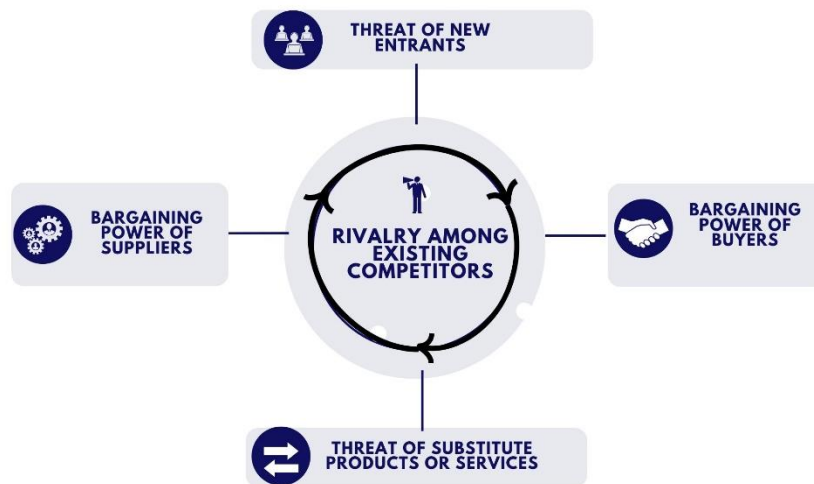 THREAT OF NEW
ENTRANTS
BARGAINING
POWER OF
SUPPLIERS
RIVALRY AMONG
EXISTING
COMPETITORS
BARGAINING
POWER OF
BUYERS
THREAT OF SUBSTITUTE
PRODUCTS OR SERVICES